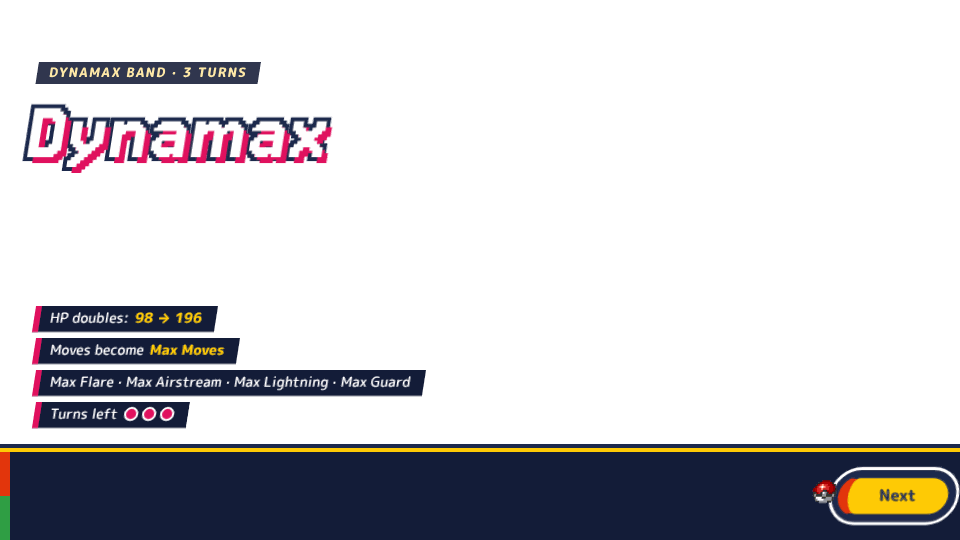 DYNAMAX BAND · 3 TURNS
Dynamax
HP doubles: 98 → 196
Moves become Max Moves
Max Flare · Max Airstream · Max Lightning · Max Guard
Turns left
Next